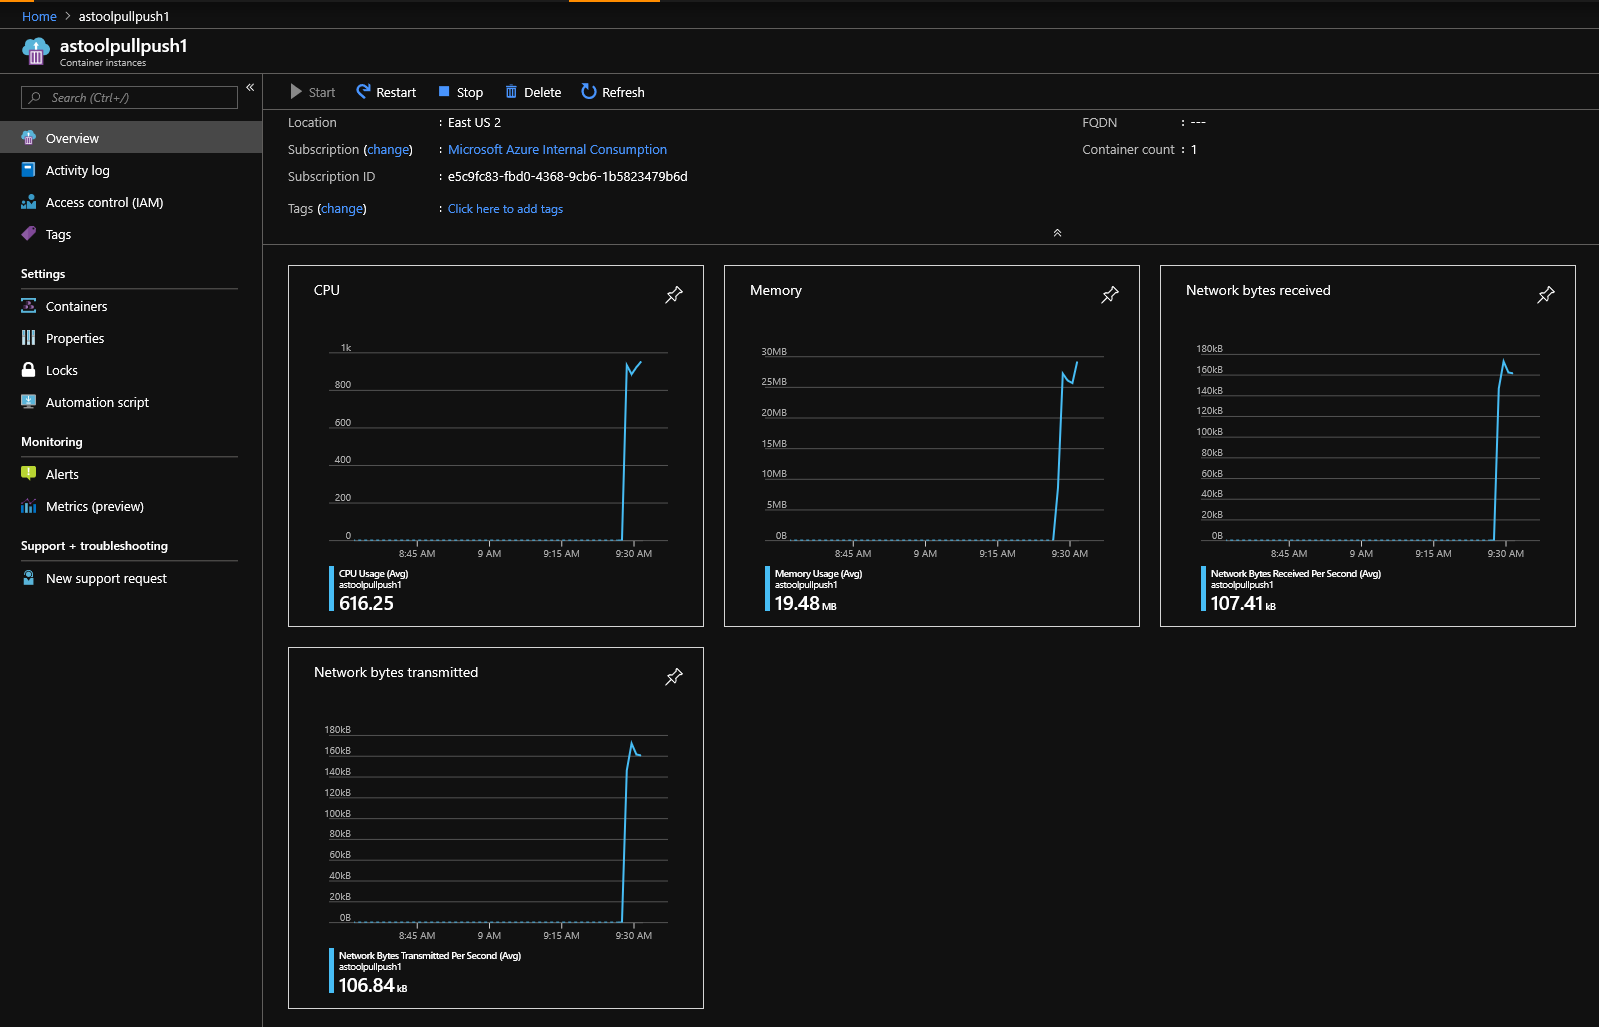 Home > astoolpullpush1
astoolpullpush1
Container instances
Search (Ctrl+/)
«
Overview
Activity log
Access control (IAM)
Tags
Settings
Containers
Properties
Locks
Automation script
Monitoring
Alerts
Metrics (preview)
Support + troubleshooting
New support request
Start Restart Stop Delete Refresh
Location : East US 2
Subscription (change) : Microsoft Azure Internal Consumption
Subscription ID : e5c9fc83-fbd0-4368-9cb6-1b5823479b6d
Tags (change) : Click here to add tags
FQDN : ---
Container count : 1
CPU
1k
800
600
400
200
0
8:45 AM 9 AM 9:15 AM 9:30 AM
CPU Usage (Avg)
astoolpullpush1
616.25
Memory
30MB
25MB
20MB
15MB
10MB
5MB
0B
8:45 AM 9 AM 9:15 AM 9:30 AM
Memory Usage (Avg)
astoolpullpush1
19.48 MB
Network bytes received
180kB
160kB
140kB
120kB
100kB
80kB
60kB
40kB
20kB
0B
8:45 AM 9 AM 9:15 AM 9:30 AM
Network Bytes Received Per Second (Avg)
astoolpullpush1
107.41 kB
Network bytes transmitted
180kB
160kB
140kB
120kB
100kB
80kB
60kB
40kB
20kB
0B
8:45 AM 9 AM 9:15 AM 9:30 AM
Network Bytes Transmitted Per Second (Avg)
astoolpullpush1
106.84 kB